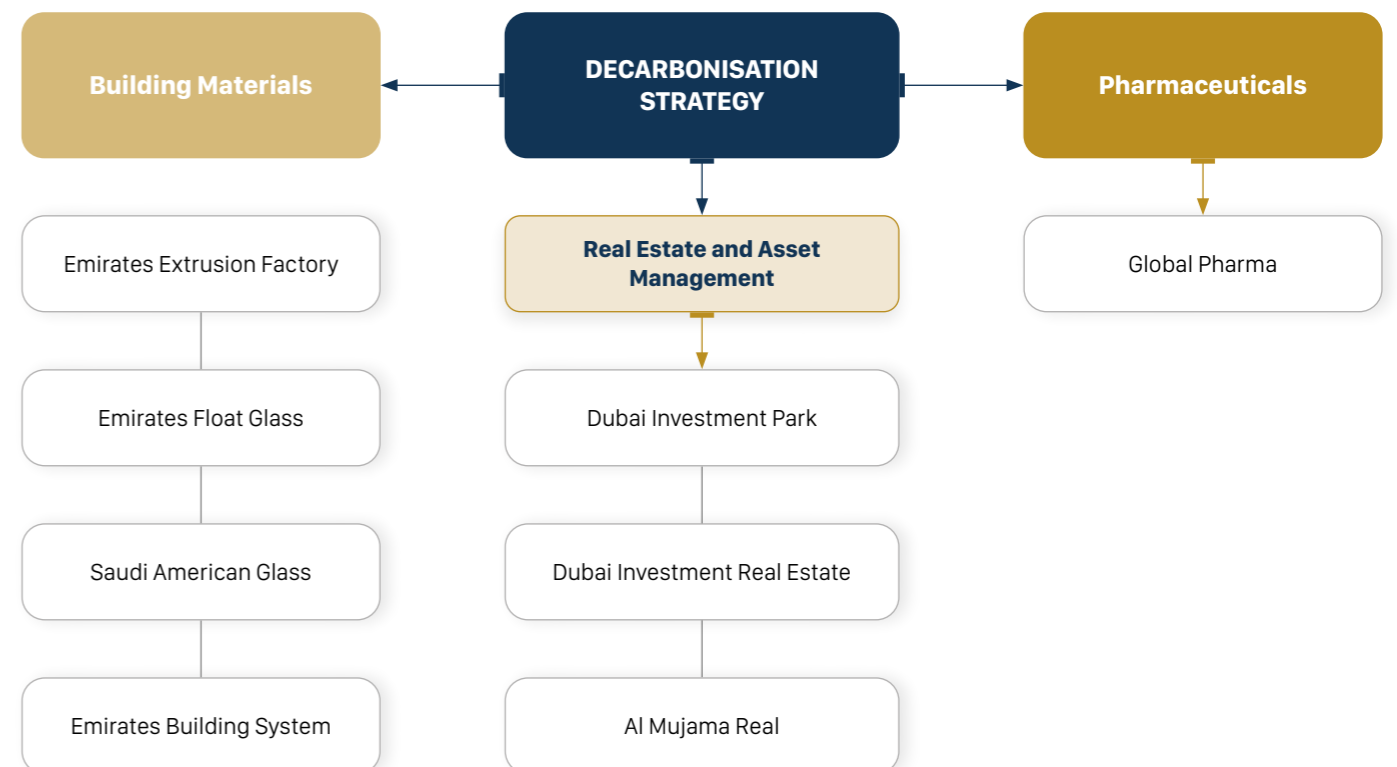 Building Materials
DECARBONISATION
STRATEGY
Pharmaceuticals
Emirates Extrusion Factory
Real Estate and Asset
Management
Global Pharma
Emirates Float Glass
Dubai Investment Park
Saudi American Glass
Dubai Investment Real Estate
Emirates Building System
Al Mujama Real